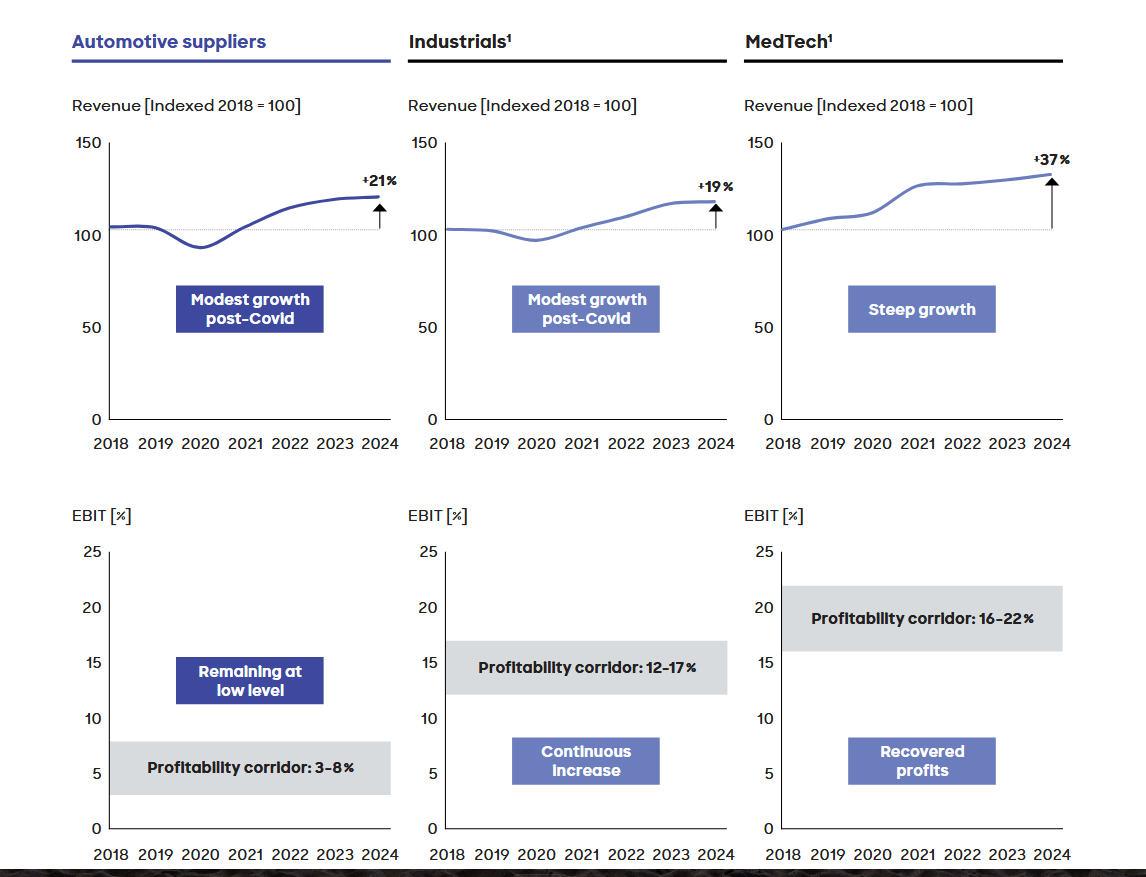 Automotive suppliers
Industrials¹
MedTech¹
Revenue [Indexed 2018 = 100]
150
100
50
0
+21%
Modest growth
post-Covid
2018 2019 2020 2021 2022 2023 2024
Revenue [Indexed 2018 = 100]
150
100
50
0
+19%
Modest growth
post-Covid
2018 2019 2020 2021 2022 2023 2024
Revenue [Indexed 2018 = 100]
150
100
50
0
+37%
Steep growth
2018 2019 2020 2021 2022 2023 2024
EBIT [%]
25
20
15
10
5
0
Remaining at
low level
Profitability corridor: 3-8%
2018 2019 2020 2021 2022 2023 2024
EBIT [%]
25
20
15
10
5
0
Profitability corridor: 12-17%
Continuous
increase
2018 2019 2020 2021 2022 2023 2024
EBIT [%]
25
20
15
10
5
0
Profitability corridor: 16-22%
Recovered
profits
2018 2019 2020 2021 2022 2023 2024